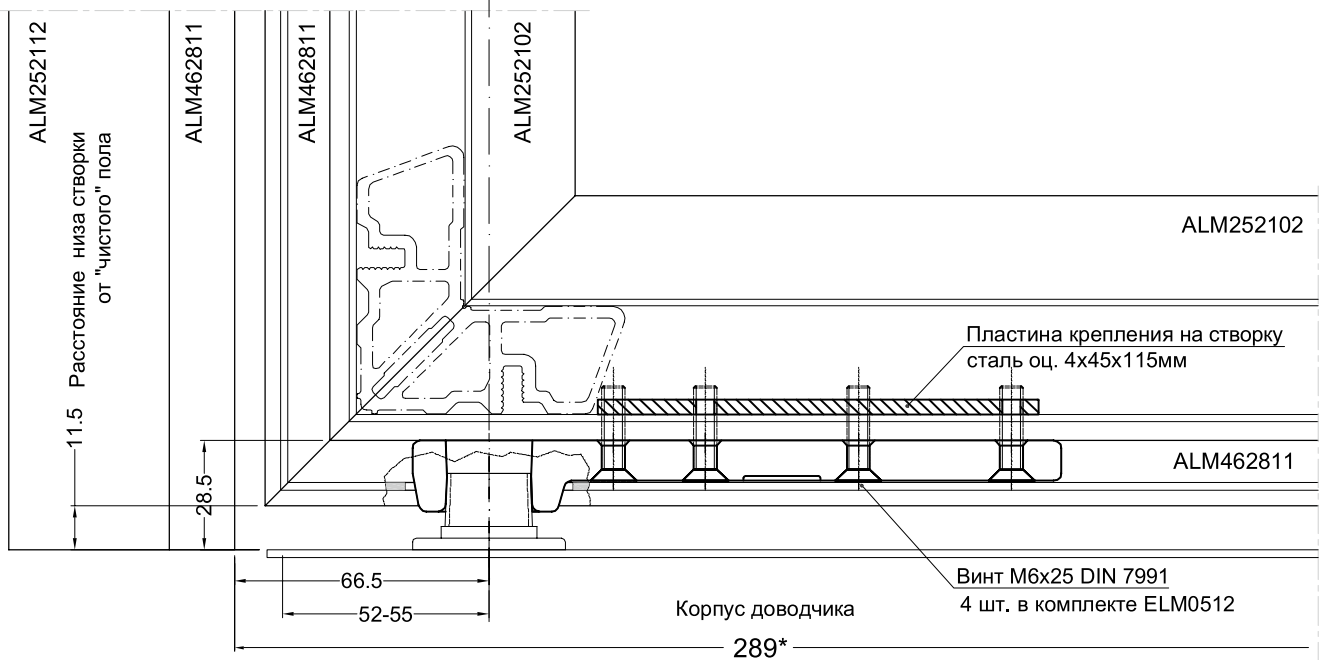 ALM252112
ALM462811
ALM462811
ALM252102
Расстояние низа створки
от "чистого" пола
ALM252102
Пластина крепления на створку
сталь оц. 4х45х115мм
ALM462811
11.5
28.5
66.5
52-55
Винт М6х25 DIN 7991
4 шт. в комплекте ELM0512
Корпус доводчика
289*